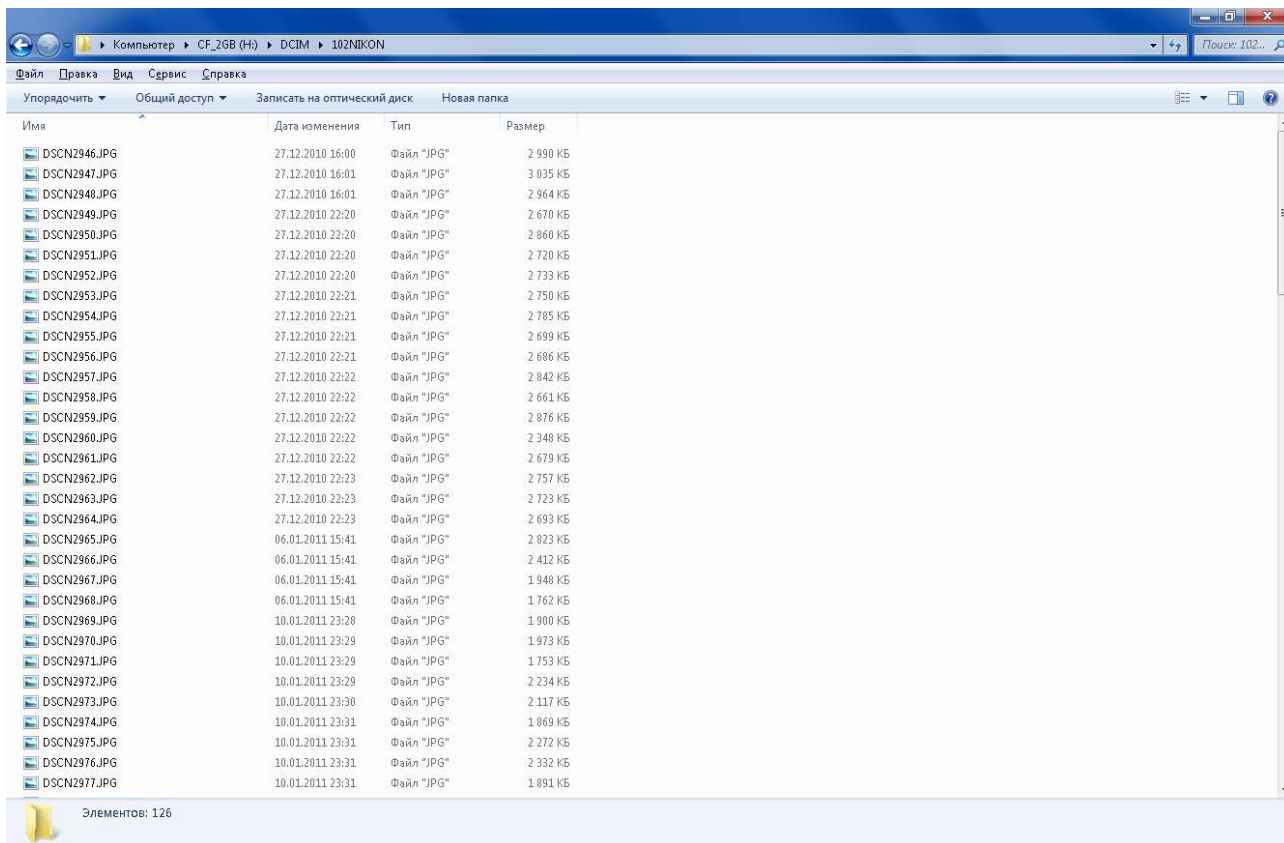 Компьютер ▸ CF_2GB (H:) ▸ DCIM ▸ 102NIKON Поиск: 102...
Файл Правка Вид Сервис Справка
Упорядочить Общий доступ Записать на оптический диск Новая папка
Имя Дата изменения Тип Размер
DSCN2946.JPG 27.12.2010 16:00 Файл "JPG" 2 990 КБ
DSCN2947.JPG 27.12.2010 16:01 Файл "JPG" 3 035 КБ
DSCN2948.JPG 27.12.2010 16:01 Файл "JPG" 2 964 КБ
DSCN2949.JPG 27.12.2010 22:20 Файл "JPG" 2 670 КБ
DSCN2950.JPG 27.12.2010 22:20 Файл "JPG" 2 860 КБ
DSCN2951.JPG 27.12.2010 22:20 Файл "JPG" 2 720 КБ
DSCN2952.JPG 27.12.2010 22:20 Файл "JPG" 2 733 КБ
DSCN2953.JPG 27.12.2010 22:21 Файл "JPG" 2 750 КБ
DSCN2954.JPG 27.12.2010 22:21 Файл "JPG" 2 785 КБ
DSCN2955.JPG 27.12.2010 22:21 Файл "JPG" 2 699 КБ
DSCN2956.JPG 27.12.2010 22:21 Файл "JPG" 2 686 КБ
DSCN2957.JPG 27.12.2010 22:22 Файл "JPG" 2 842 КБ
DSCN2958.JPG 27.12.2010 22:22 Файл "JPG" 2 661 КБ
DSCN2959.JPG 27.12.2010 22:22 Файл "JPG" 2 876 КБ
DSCN2960.JPG 27.12.2010 22:22 Файл "JPG" 2 348 КБ
DSCN2961.JPG 27.12.2010 22:22 Файл "JPG" 2 679 КБ
DSCN2962.JPG 27.12.2010 22:23 Файл "JPG" 2 757 КБ
DSCN2963.JPG 27.12.2010 22:23 Файл "JPG" 2 723 КБ
DSCN2964.JPG 27.12.2010 22:23 Файл "JPG" 2 693 КБ
DSCN2965.JPG 06.01.2011 15:41 Файл "JPG" 2 823 КБ
DSCN2966.JPG 06.01.2011 15:41 Файл "JPG" 2 412 КБ
DSCN2967.JPG 06.01.2011 15:41 Файл "JPG" 1 948 КБ
DSCN2968.JPG 06.01.2011 15:41 Файл "JPG" 1 762 КБ
DSCN2969.JPG 10.01.2011 23:28 Файл "JPG" 1 900 КБ
DSCN2970.JPG 10.01.2011 23:29 Файл "JPG" 1 973 КБ
DSCN2971.JPG 10.01.2011 23:29 Файл "JPG" 1 753 КБ
DSCN2972.JPG 10.01.2011 23:29 Файл "JPG" 2 234 КБ
DSCN2973.JPG 10.01.2011 23:30 Файл "JPG" 2 117 КБ
DSCN2974.JPG 10.01.2011 23:31 Файл "JPG" 1 869 КБ
DSCN2975.JPG 10.01.2011 23:31 Файл "JPG" 2 272 КБ
DSCN2976.JPG 10.01.2011 23:31 Файл "JPG" 2 332 КБ
DSCN2977.JPG 10.01.2011 23:31 Файл "JPG" 1 891 КБ
Элементов: 126